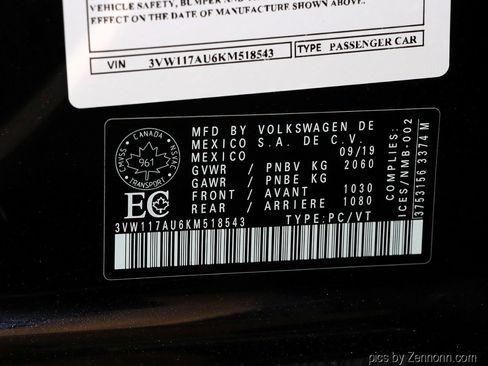 VEHICLE SAFETY, BUMPER AND
EFFECT ON THE DATE OF MANUFACTURE SHOWN ABOVE.
VIN 3VW117AU6KM518543 TYPE PASSENGER CAR
MFD BY VOLKSWAGEN DE
MEXICO S.A. DE C.V.
MEXICO 09/19
GVWR / PNBV KG 2060
GAWR / PNBE KG
FRONT / AVANT 1030
REAR / ARRIERE 1080
TYPE:PC/VT
CANADA
CMVSS
NSVAC
961
TRANSPORT
EC
3VW117AU6KM518543
COMPLIES:
ICES/NMB-002
3753156 3374 M
pics by Zennonn.com